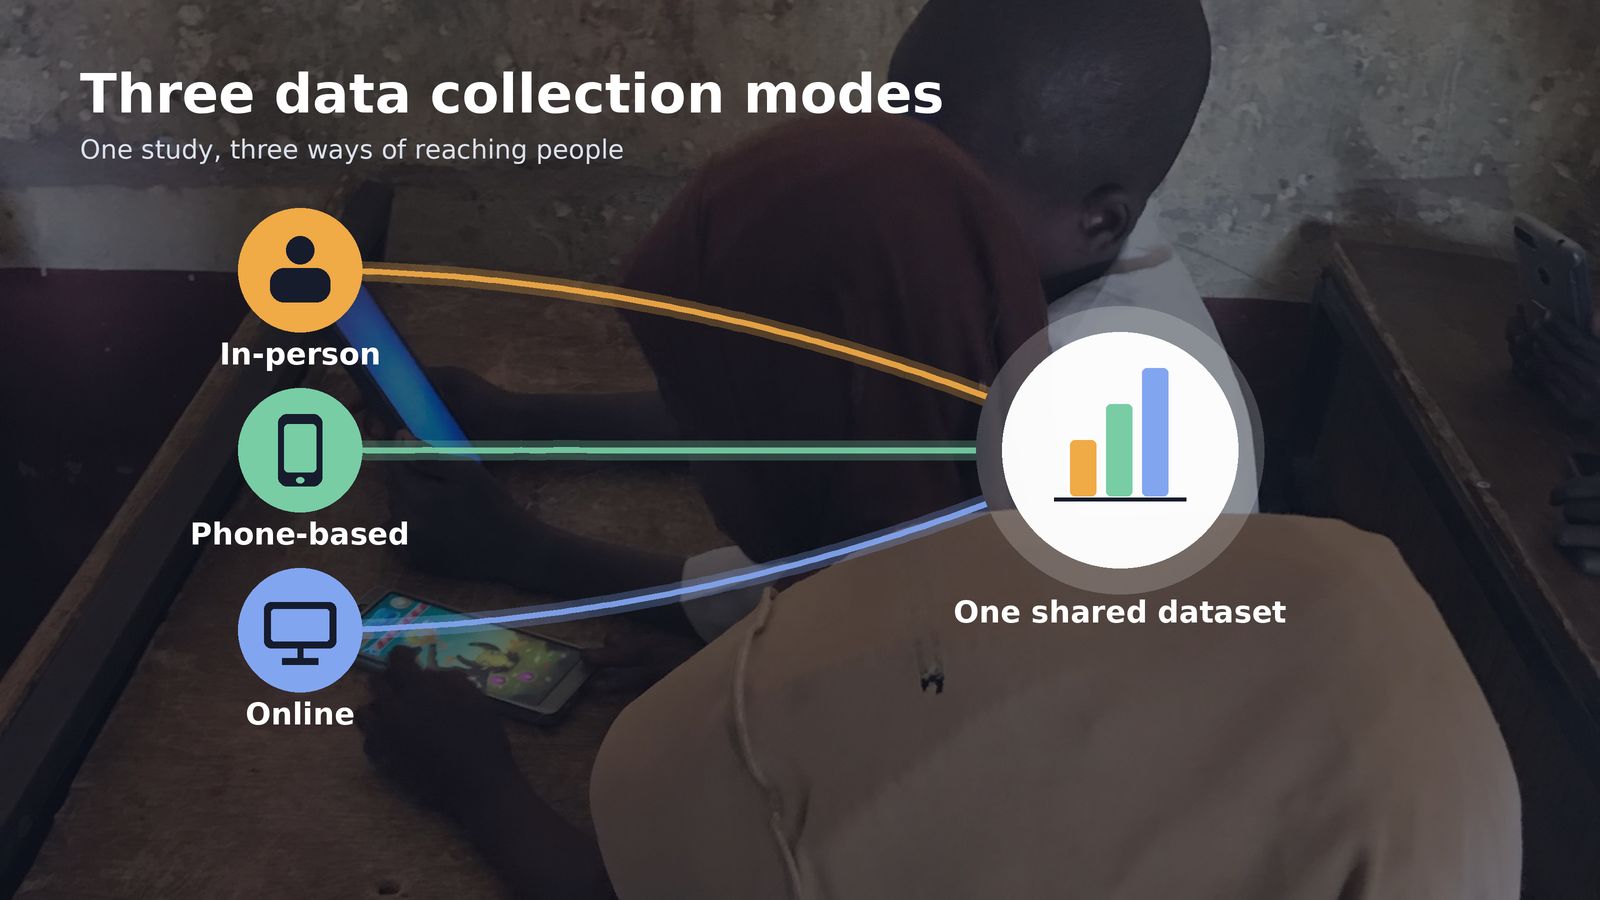 Three data collection modes
One study, three ways of reaching people
In-person
Phone-based
Online
One shared dataset